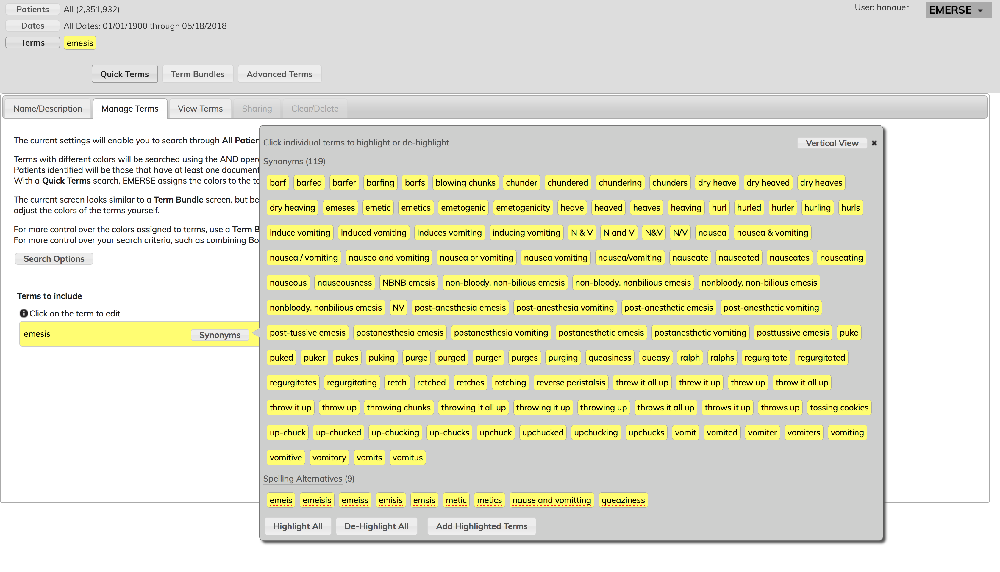 Patients All (2,351,932) User: hanauer EMERSE
Dates All Dates: 01/01/1900 through 05/18/2018
Terms emesis
Quick Terms Term Bundles Advanced Terms
Name/Description Manage Terms View Terms Sharing Clear/Delete
The current settings will enable you to search through All Patien
Terms with different colors will be searched using the AND oper
Patients identified will be those that have at least one document
With a Quick Terms search, EMERSE assigns the colors to the te
The current screen looks similar to a Term Bundle screen, but be
adjust the colors of the terms yourself.
For more control over the colors assigned to terms, use a Term B
For more control over your search criteria, such as combining Bo
Search Options
Terms to include
Click on the term to edit
emesis Synonyms
Click individual terms to highlight or de-highlight Vertical View
Synonyms (119)
barf barfed barfer barfing barfs blowing chunks chunder chundered chundering chunders dry heave dry heaved dry heaves
dry heaving emeses emetic emetics emetogenic emetogenicity heave heaved heaves heaving hurl hurled hurler hurling hurls
induce vomiting induced vomiting induces vomiting inducing vomiting N & V N and V N&V N/V nausea nausea & vomiting
nausea / vomiting nausea and vomiting nausea or vomiting nausea vomiting nausea/vomiting nauseate nauseated nauseates nauseating
nauseous nauseousness NBNB emesis non-bloody, non-bilious emesis non-bloody, nonbilious emesis nonbloody, non-bilious emesis
nonbloody, nonbilious emesis NV post-anesthesia emesis post-anesthesia vomiting post-anesthetic emesis post-anesthetic vomiting
post-tussive emesis postanesthesia emesis postanesthesia vomiting postanesthetic emesis postanesthetic vomiting posttussive emesis puke
puked puker pukes puking purge purged purger purges purging queasiness queasy ralph ralphs regurgitate regurgitated
regurgitates regurgitating retch retched retches retching reverse peristalsis threw it all up threw it up threw up throw it all up
throw it up throw up throwing chunks throwing it all up throwing it up throwing up throws it all up throws it up throws up tossing cookies
up-chuck up-chucked up-chucking up-chucks upchuck upchucked upchucking upchucks vomit vomited vomiter vomiters vomiting
vomitive vomitory vomits vomitus
Spelling Alternatives (9)
emeis emeisis emeiss emisis emsis metic metics nause and vomitting queaziness
Highlight All De-Highlight All Add Highlighted Terms